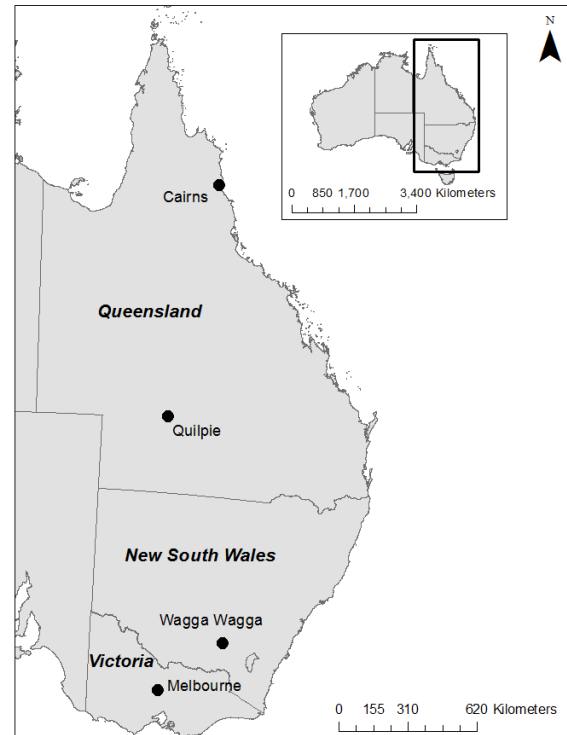 N
0 850 1,700 3,400 Kilometers
Cairns
Queensland
Quilpie
New South Wales
Wagga Wagga
Victoria
Melbourne
0 155 310 620 Kilometers